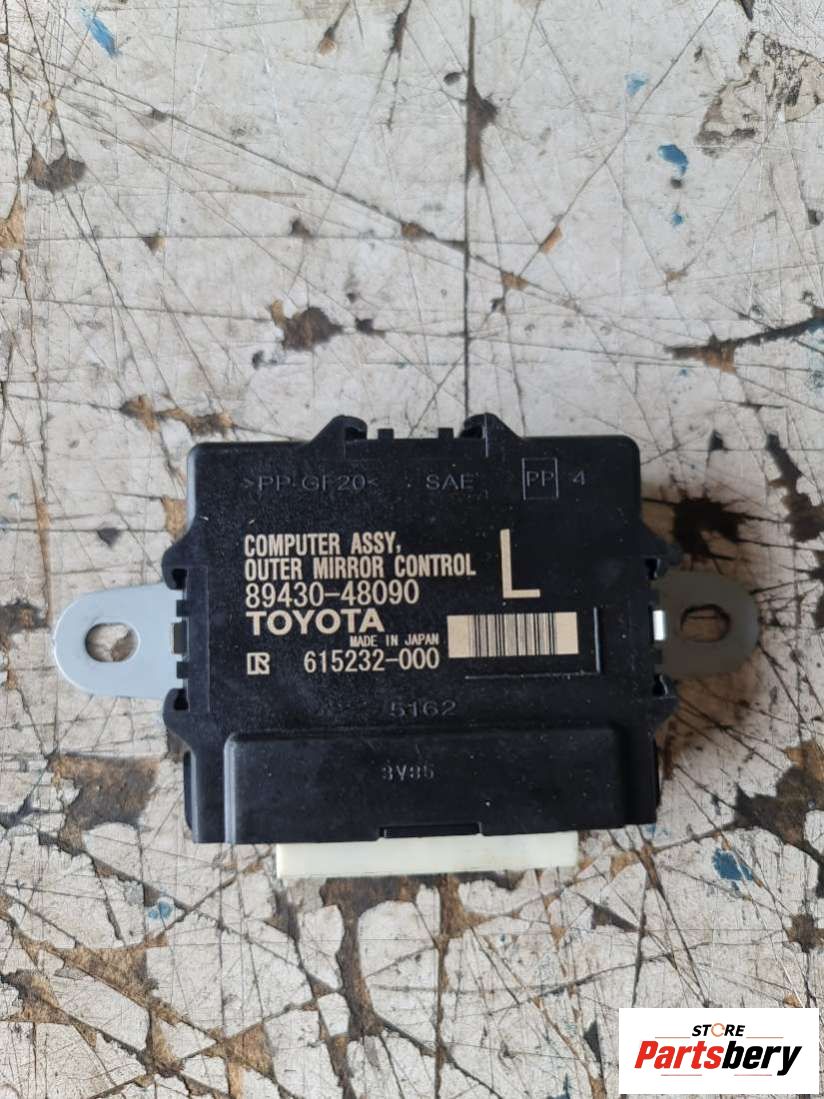 >PP-GF20< SAE PP 4
COMPUTER ASSY,
OUTER MIRROR CONTROL
L
89430-48090
TOYOTA
MADE IN JAPAN
615232-000
5162
3Y35
STORE
Partsbery